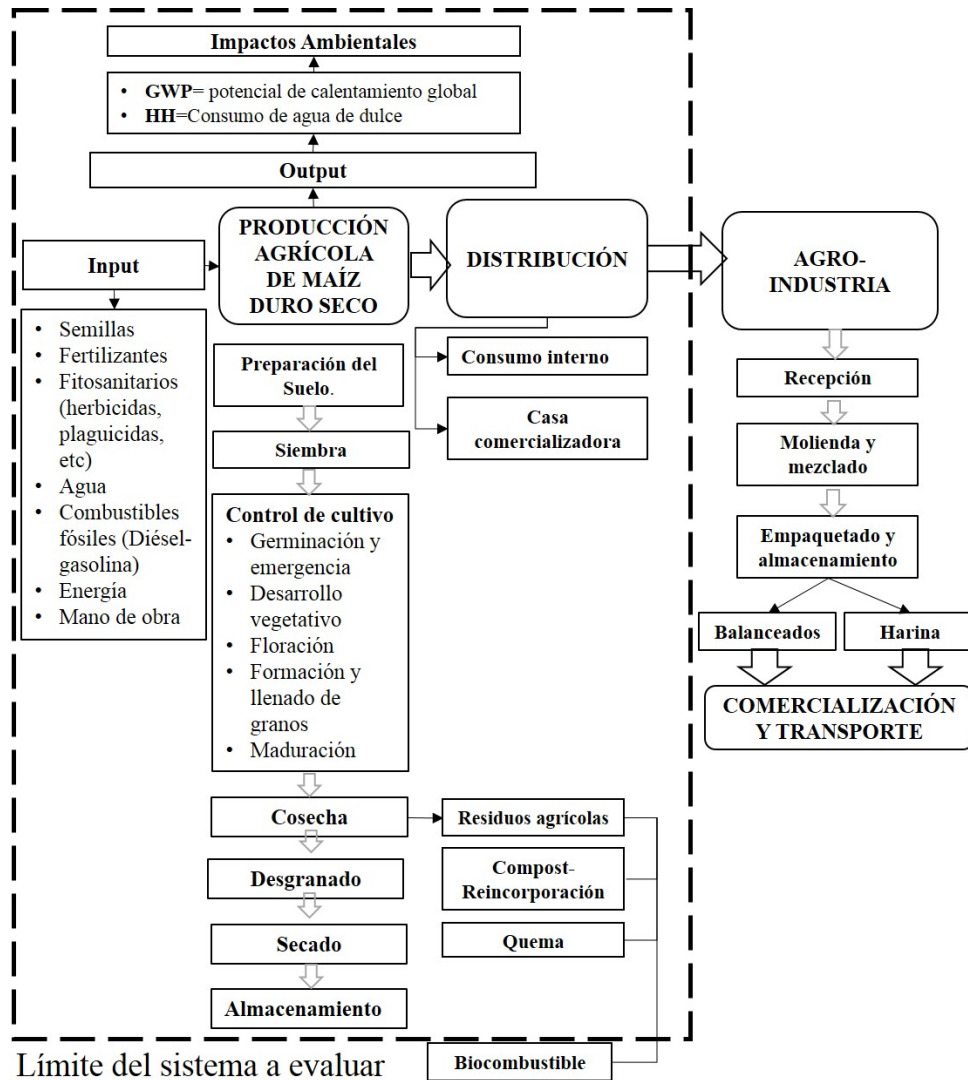 Impactos Ambientales
• GWP= potencial de calentamiento global
• HH=Consumo de agua de dulce
Output
Input
PRODUCCIÓN
AGRÍCOLA
DE MAÍZ
DURO SECO
DISTRIBUCIÓN
AGRO-
INDUSTRIA
• Semillas
• Fertilizantes
• Fitosanitarios
(herbicidas,
plaguicidas,
etc)
• Agua
• Combustibles
fósiles (Diésel-
gasolina)
• Energía
• Mano de obra
Preparación del
Suelo.
Siembra
Control de cultivo
• Germinación y
emergencia
• Desarrollo
vegetativo
• Floración
• Formación y
llenado de
granos
• Maduración
Cosecha
Desgranado
Secado
Almacenamiento
Consumo interno
Casa
comercializadora
Residuos agrícolas
Compost-
Reincorporación
Quema
Biocombustible
Recepción
Molienda y
mezclado
Empaquetado y
almacenamiento
Balanceados
Harina
COMERCIALIZACIÓN
Y TRANSPORTE
Límite del sistema a evaluar